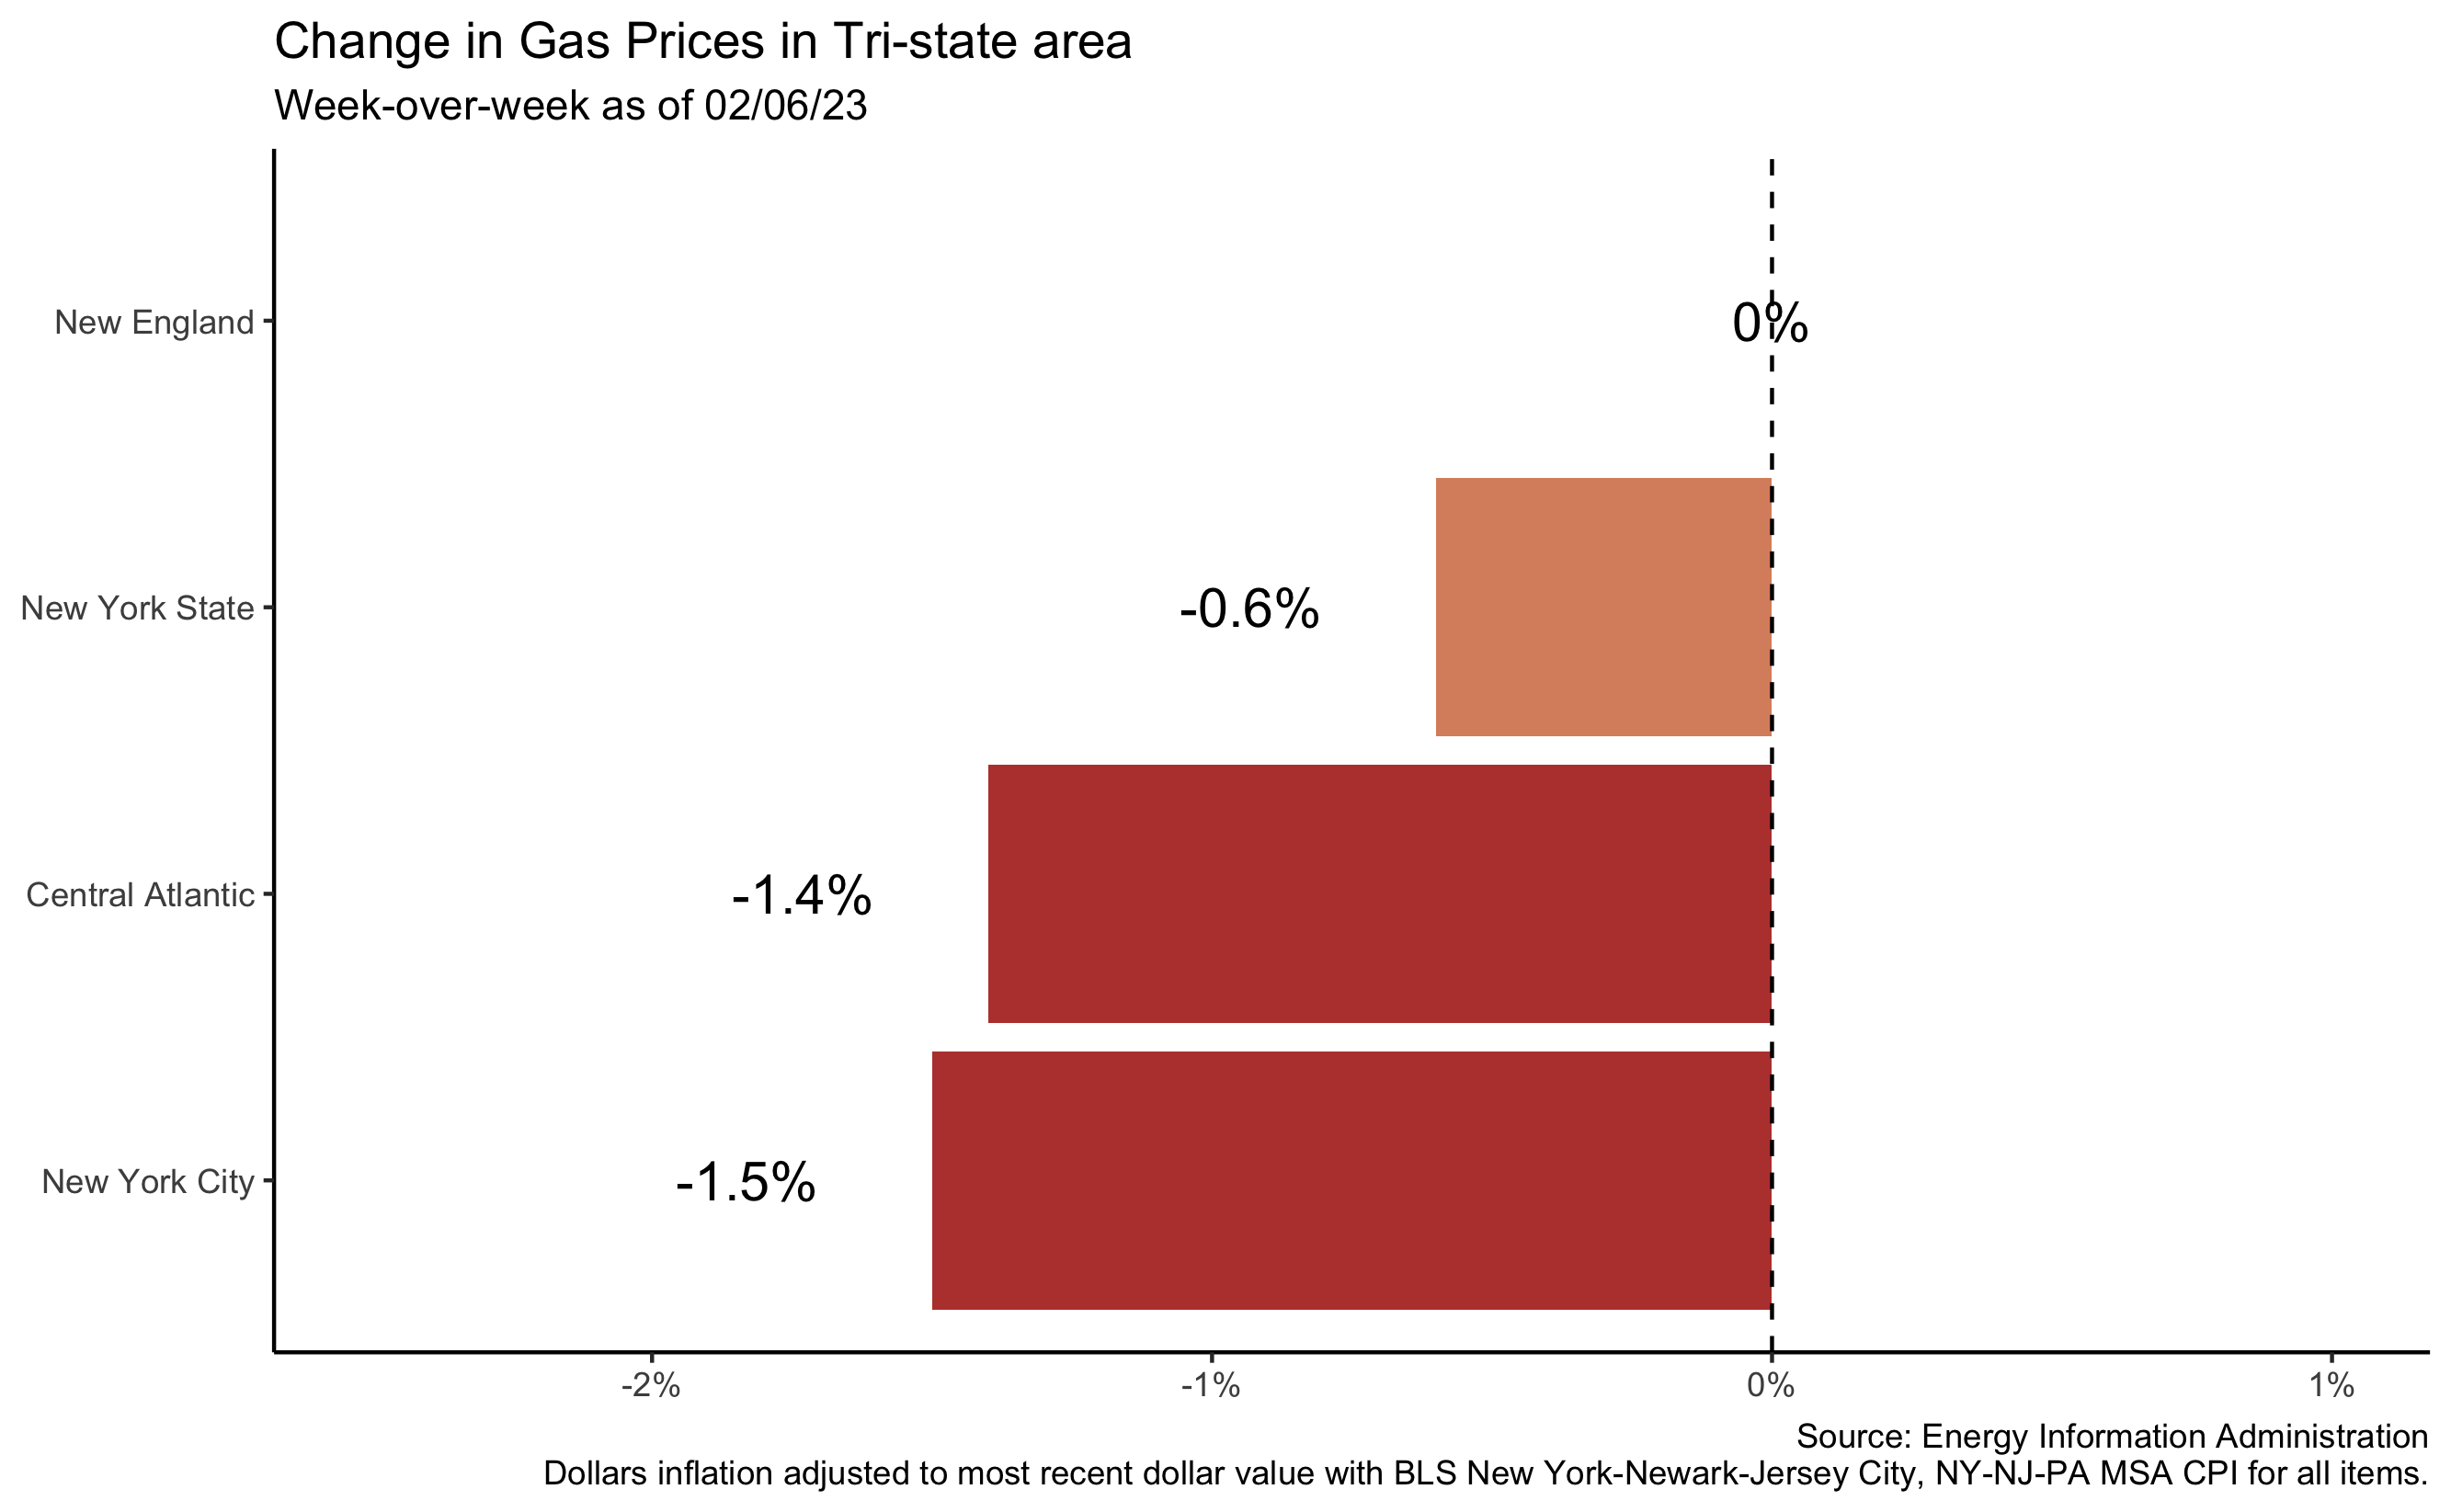 Change in Gas Prices in Tri-state area
Week-over-week as of 02/06/23
New England
0%
New York State
-0.6%
Central Atlantic
-1.4%
New York City
-1.5%
-2%
-1%
0%
1%
Source: Energy Information Administration
Dollars inflation adjusted to most recent dollar value with BLS New York-Newark-Jersey City, NY-NJ-PA MSA CPI for all items.